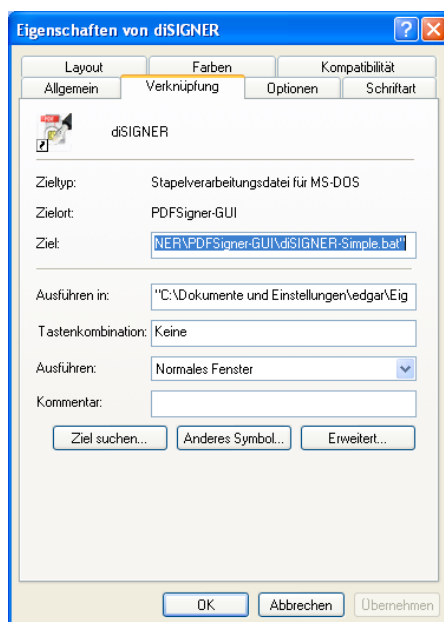 Eigenschaften von diSIGNER
Layout Farben Kompatibilität
Allgemein Verknüpfung Optionen Schriftart
diSIGNER
Zieltyp: Stapelverarbeitungsdatei für MS-DOS
Zielort: PDFSigner-GUI
Ziel: NER\PDFSigner-GUI\diSIGNER-Simple.bat"
Ausführen in: "C:\Dokumente und Einstellungen\edgar\Eig
Tastenkombination: Keine
Ausführen: Normales Fenster
Kommentar:
Ziel suchen... Anderes Symbol... Erweitert...
OK Abbrechen Übernehmen